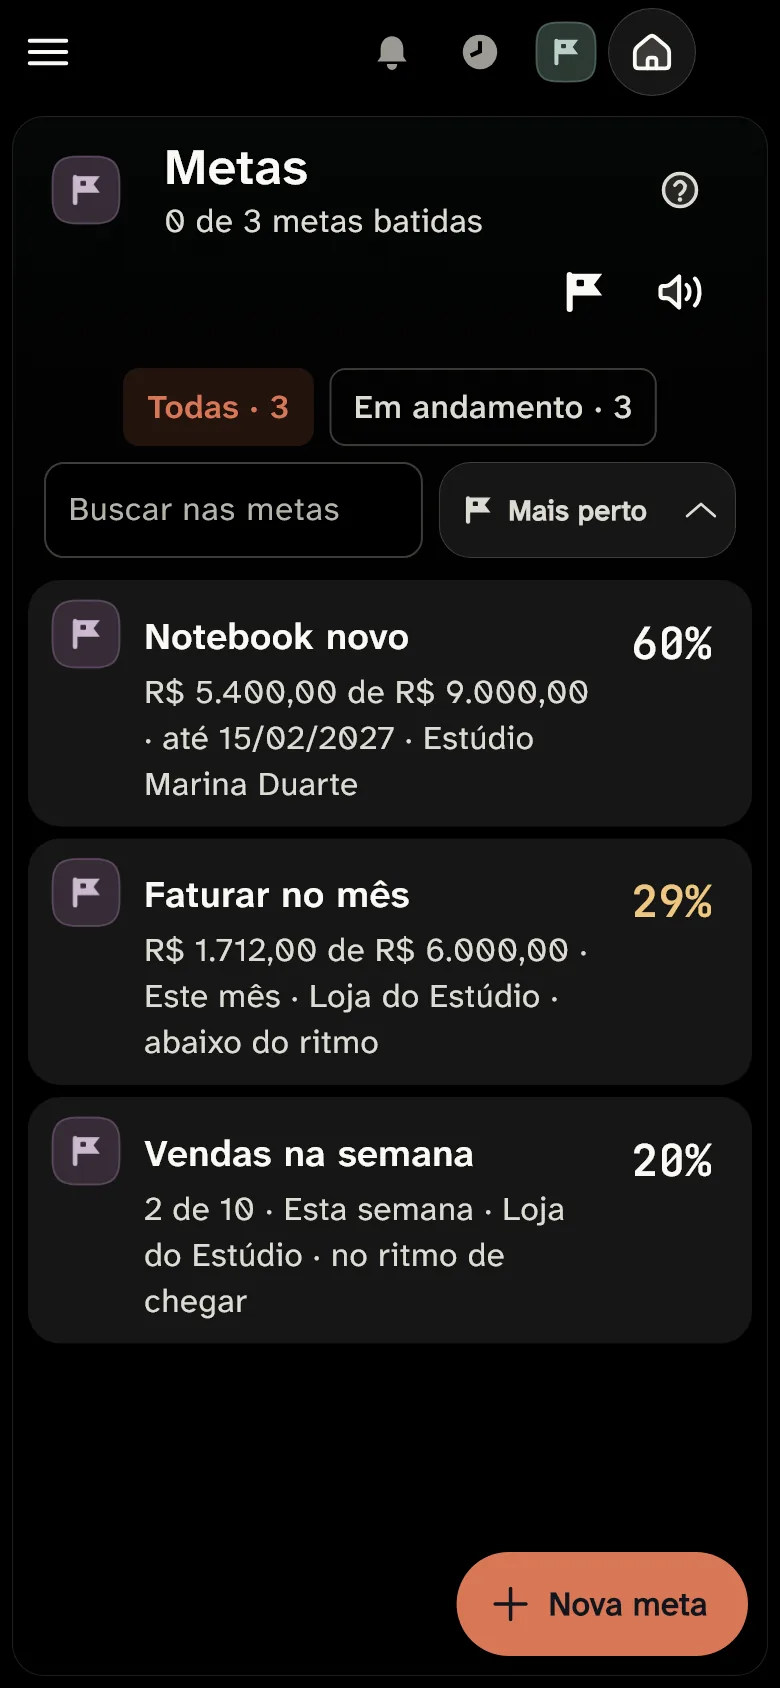 Metas
0 de 3 metas batidas
Todas · 3
Em andamento · 3
Buscar nas metas
Mais perto
Notebook novo
60%
R$ 5.400,00 de R$ 9.000,00
· até 15/02/2027 · Estúdio
Marina Duarte
Faturar no mês
29%
R$ 1.712,00 de R$ 6.000,00 ·
Este mês · Loja do Estúdio ·
abaixo do ritmo
Vendas na semana
20%
2 de 10 · Esta semana · Loja
do Estúdio · no ritmo de
chegar
Nova meta